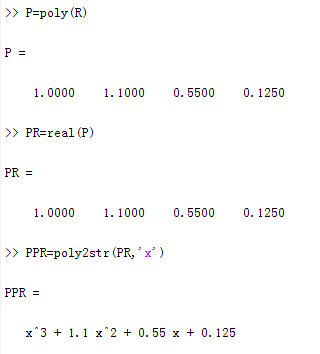 >> P=poly(R)
P =
1.0000 1.1000 0.5500 0.1250
>> PR=real(P)
PR =
1.0000 1.1000 0.5500 0.1250
>> PPR=poly2str(PR,'x')
PPR =
x^3 + 1.1 x^2 + 0.55 x + 0.125